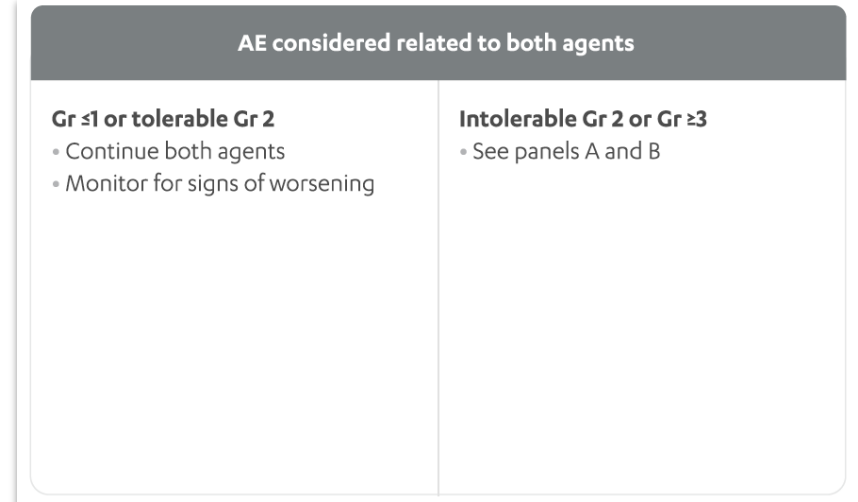 AE considered related to both agents
Gr ≤1 or tolerable Gr 2
• Continue both agents
• Monitor for signs of worsening
Intolerable Gr 2 or Gr ≥3
• See panels A and B